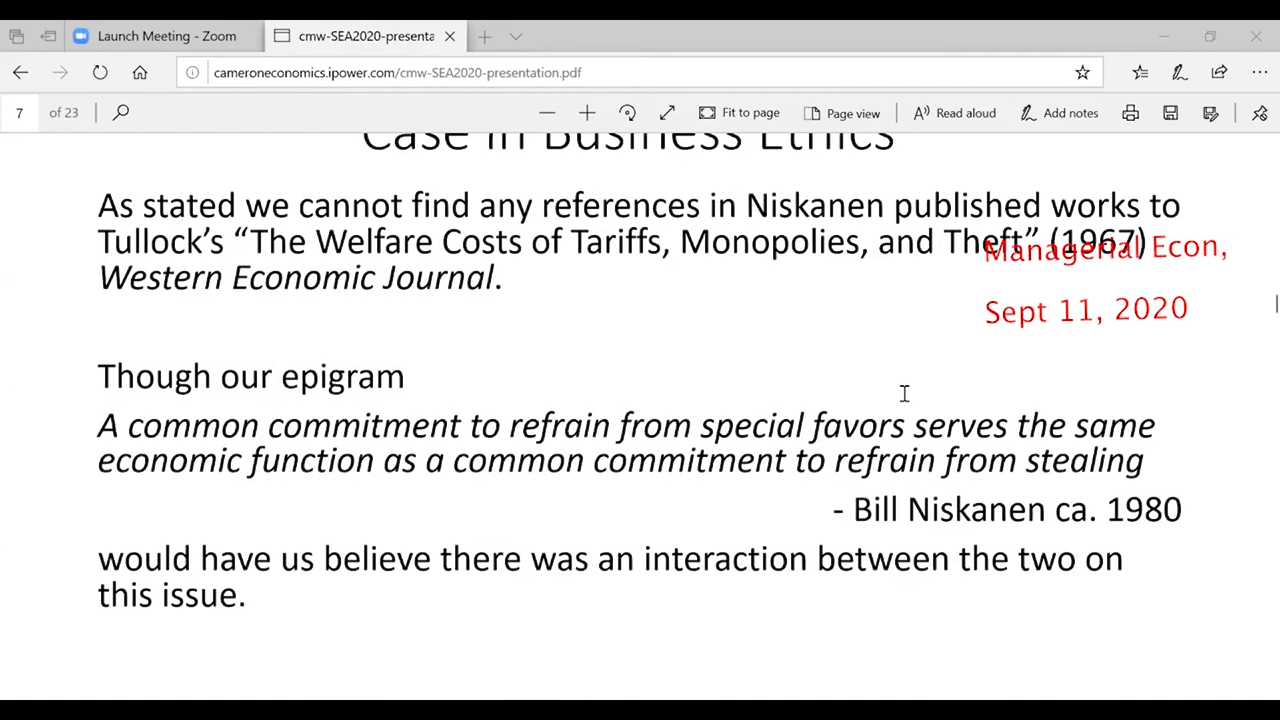 Launch Meeting - Zoom
cmw-SEA2020-presenta
cameroneconomics.ipower.com/cmw-SEA2020-presentation.pdf
7 of 23
Fit to page
Page view
Read aloud
Add notes
Case in Business Ethics
As stated we cannot find any references in Niskanen published works to
Tullock's “The Welfare Costs of Tariffs, Monopolies, and Theft” (1967)
Western Economic Journal.
Managerial Econ,
Sept 11, 2020
Though our epigram
A common commitment to refrain from special favors serves the same
economic function as a common commitment to refrain from stealing
- Bill Niskanen ca. 1980
would have us believe there was an interaction between the two on
this issue.